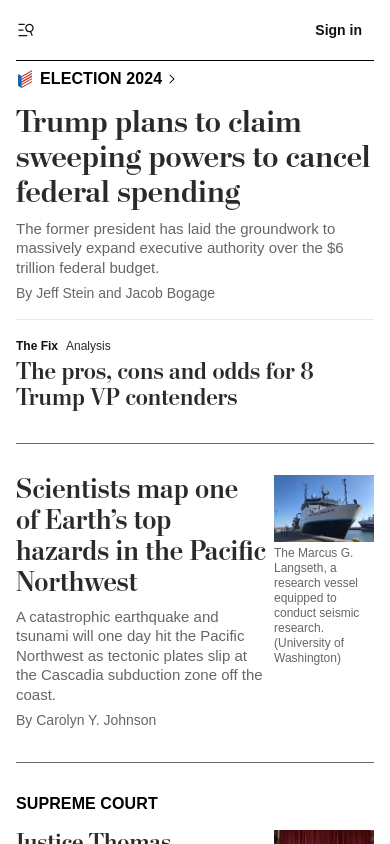 Sign in
ELECTION 2024
Trump plans to claim
sweeping powers to cancel
federal spending
The former president has laid the groundwork to
massively expand executive authority over the $6
trillion federal budget.
By Jeff Stein and Jacob Bogage
The Fix Analysis
The pros, cons and odds for 8
Trump VP contenders
Scientists map one
of Earth’s top
hazards in the Pacific
Northwest
The Marcus G.
Langseth, a
research vessel
equipped to
conduct seismic
research.
(University of
Washington)
A catastrophic earthquake and
tsunami will one day hit the Pacific
Northwest as tectonic plates slip at
the Cascadia subduction zone off the
coast.
By Carolyn Y. Johnson
SUPREME COURT
Justice Thomas